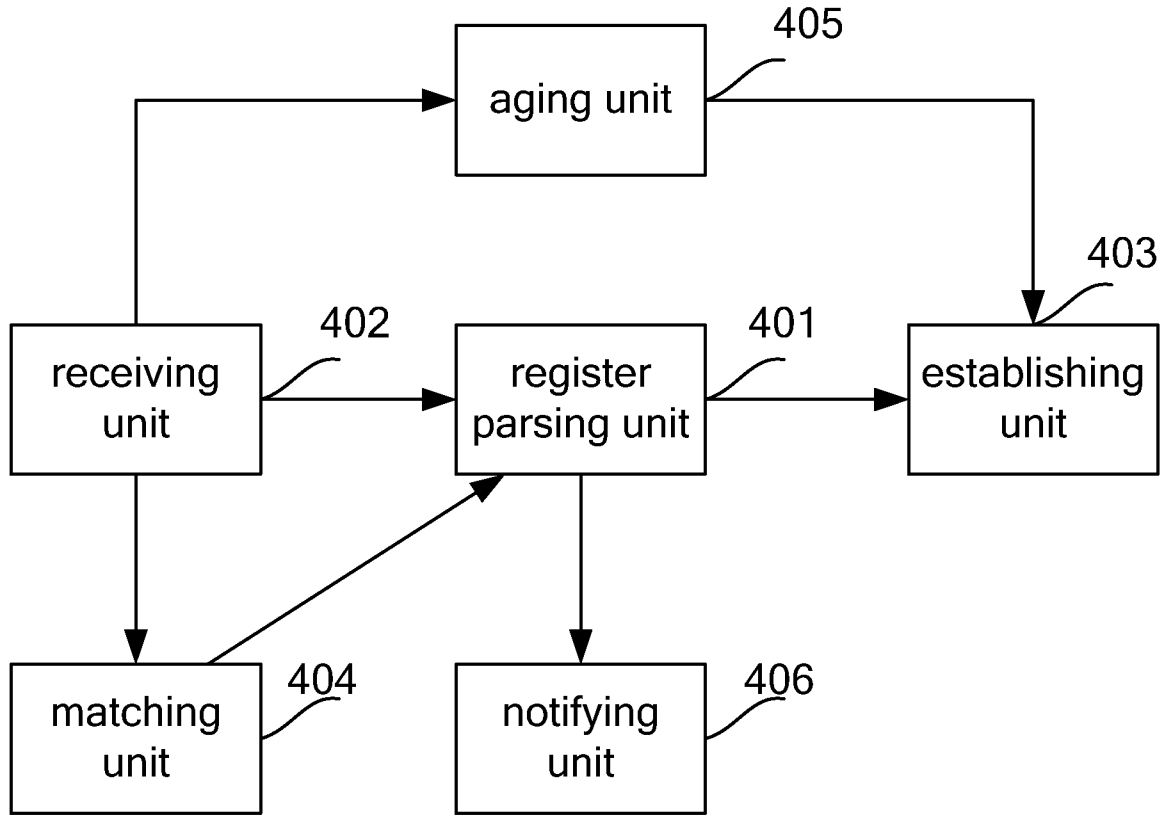 405
aging unit
403
402
401
receiving
unit
register
parsing unit
establishing
unit
404
406
matching
unit
notifying
unit